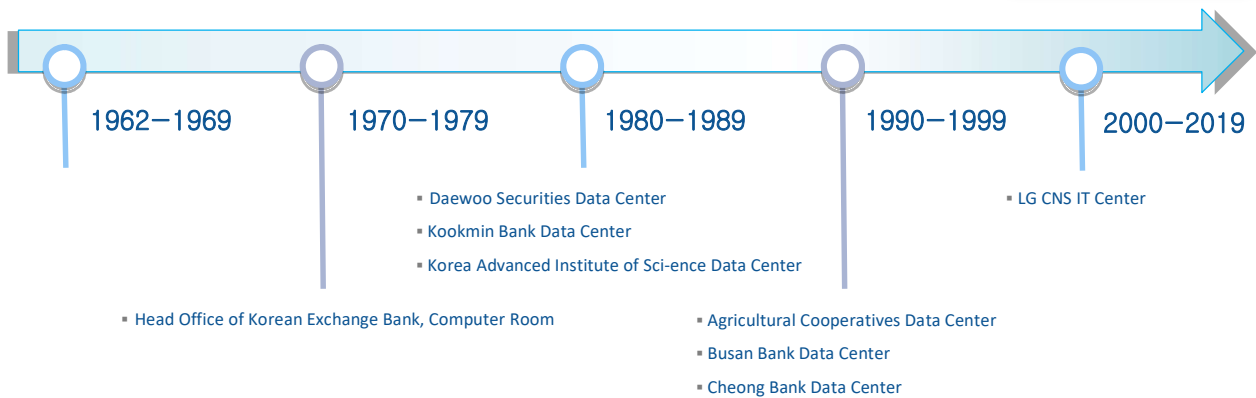 1962-1969
1970-1979
1980-1989
1990-1999
2000-2019
▪ Daewoo Securities Data Center
▪ Kookmin Bank Data Center
▪ Korea Advanced Institute of Sci-ence Data Center
▪ LG CNS IT Center
▪ Head Office of Korean Exchange Bank, Computer Room
▪ Agricultural Cooperatives Data Center
▪ Busan Bank Data Center
▪ Cheong Bank Data Center